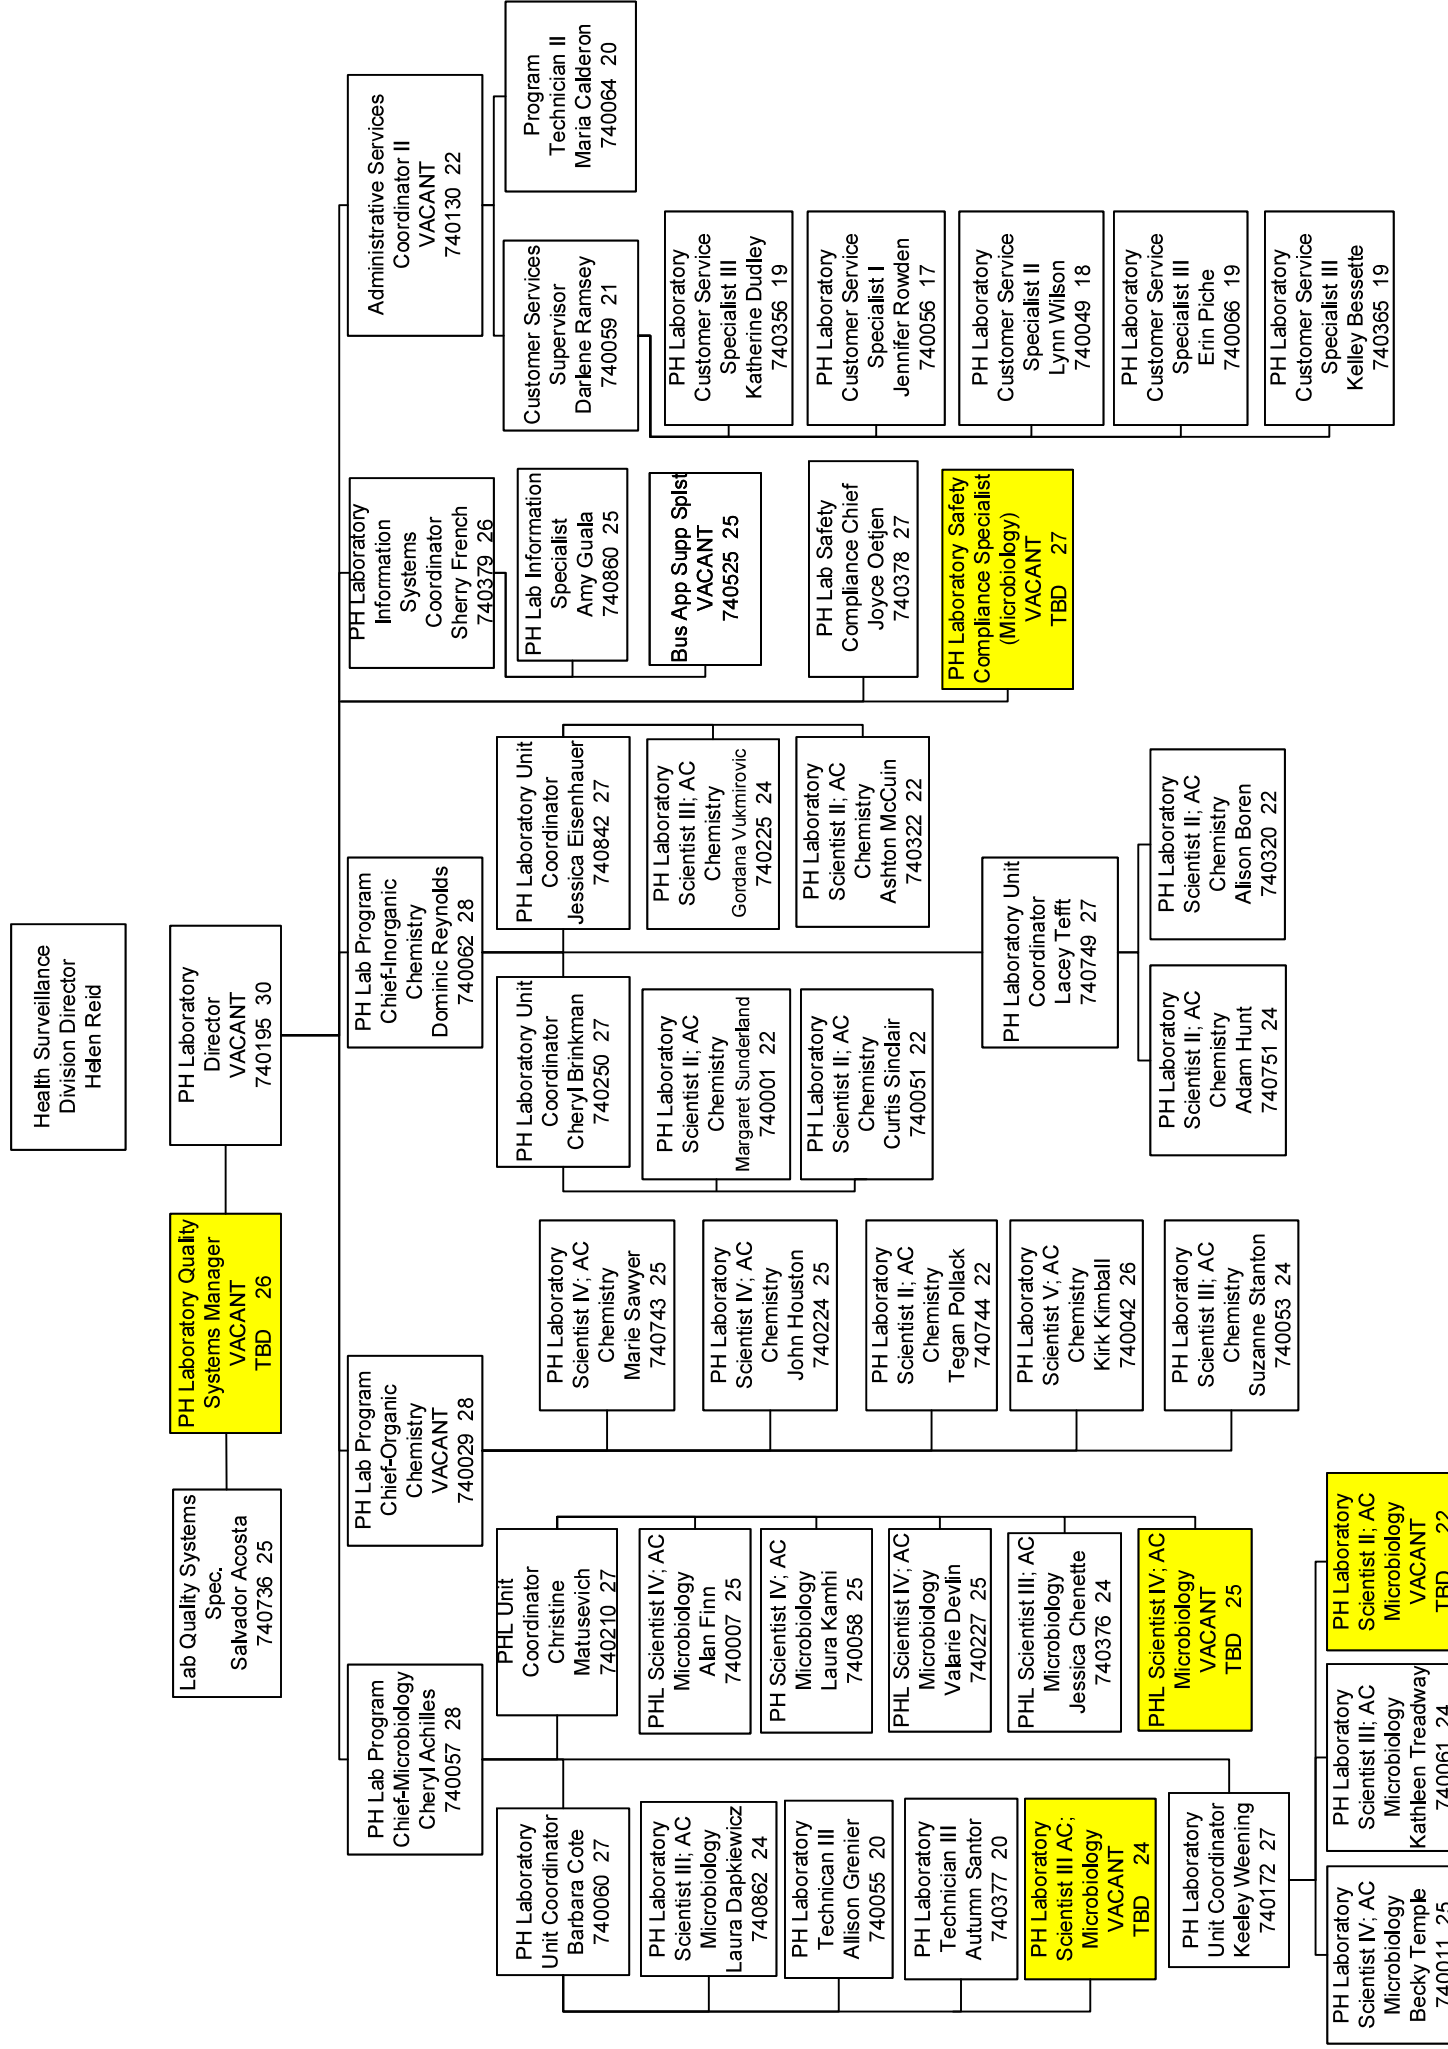 Health Surveillance
Division Director
Helen Reid
Lab Quality Systems
Spec.
Salvador Acosta
740736 25
PH Laboratory Quality
Systems Manager
VACANT
TBD 26
PH Laboratory
Director
VACANT
740195 30
PH Lab Program
Chief-Microbiology
Cheryl Achilles
740057 28
PH Lab Program
Chief-Organic
Chemistry
VACANT
740029 28
PH Lab Program
Chief-Inorganic
Chemistry
Dominic Reynolds
740062 28
PH Laboratory
Information
Systems
Coordinator
Sherry French
740379 26
Administrative Services
Coordinator II
VACANT
740130 22
PH Laboratory
Unit Coordinator
Barbara Cote
740060 27
PH Laboratory
Scientist III; AC
Microbiology
Laura Dapkiewicz
740862 24
PH Laboratory
Technican III
Allison Grenier
740055 20
PH Laboratory
Technician III
Autumn Santor
740377 20
PH Laboratory
Scientist III AC;
Microbiology
VACANT
TBD 24
PHL Unit
Coordinator
Christine
Matusevich
740210 27
PHL Scientist IV; AC
Microbiology
Alan Finn
740007 25
PH Scientist IV; AC
Microbiology
Laura Kamhi
740058 25
PHL Scientist IV; AC
Microbiology
Valarie Devlin
740227 25
PHL Scientist III; AC
Microbiology
Jessica Chenette
740376 24
PHL Scientist IV; AC
Microbiology
VACANT
TBD 25
PH Laboratory
Unit Coordinator
Keeley Weening
740172 27
PH Laboratory
Scientist IV; AC
Microbiology
Becky Temple
740011 25
PH Laboratory
Scientist III; AC
Microbiology
Kathleen Treadway
740061 24
PH Laboratory
Scientist II; AC
Microbiology
VACANT
TBD 22
PH Laboratory
Scientist IV; AC
Chemistry
Marie Sawyer
740743 25
PH Laboratory
Scientist IV; AC
Chemistry
John Houston
740224 25
PH Laboratory
Scientist II; AC
Chemistry
Tegan Pollack
740744 22
PH Laboratory
Scientist V; AC
Chemistry
Kirk Kimball
740042 26
PH Laboratory
Scientist III; AC
Chemistry
Suzanne Stanton
740053 24
PH Laboratory Unit
Coordinator
Cheryl Brinkman
740250 27
PH Laboratory
Scientist II; AC
Chemistry
Margaret Sunderland
740001 22
PH Laboratory
Scientist II; AC
Chemistry
Curtis Sinclair
740051 22
PH Laboratory Unit
Coordinator
Jessica Eisenhauer
740842 27
PH Laboratory
Scientist III; AC
Chemistry
Gordana Vukmirovic
740225 24
PH Laboratory
Scientist II; AC
Chemistry
Ashton McCuin
740322 22
PH Laboratory Unit
Coordinator
Lacey Tefft
740749 27
PH Laboratory
Scientist II; AC
Chemistry
Adam Hunt
740751 24
PH Laboratory
Scientist II; AC
Chemistry
Alison Boren
740320 22
PH Lab Information
Specialist
Amy Guala
740860 25
Bus App Supp Splst
VACANT
740525 25
PH Lab Safety
Compliance Chief
Joyce Oetjen
740378 27
PH Laboratory Safety
Compliance Specialist
(Microbiology)
VACANT
TBD 27
Customer Services
Supervisor
Darlene Ramsey
740059 21
Program
Technician II
Maria Calderon
740064 20
PH Laboratory
Customer Service
Specialist III
Katherine Dudley
740356 19
PH Laboratory
Customer Service
Specialist I
Jennifer Rowden
740056 17
PH Laboratory
Customer Service
Specialist II
Lynn Wilson
740049 18
PH Laboratory
Customer Service
Specialist III
Erin Piche
740066 19
PH Laboratory
Customer Service
Specialist III
Kelley Bessette
740365 19